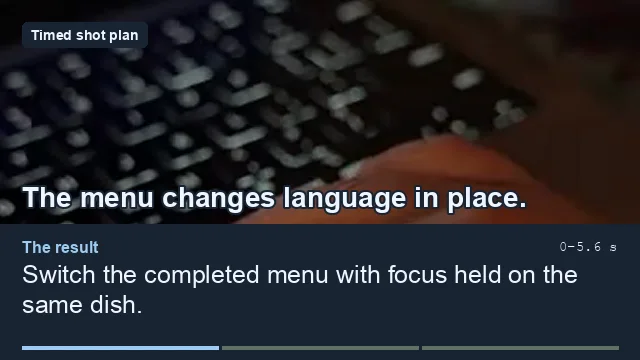 Timed shot plan
The menu changes language in place.
The result
0–5.6 s
Switch the completed menu with focus held on the
same dish.